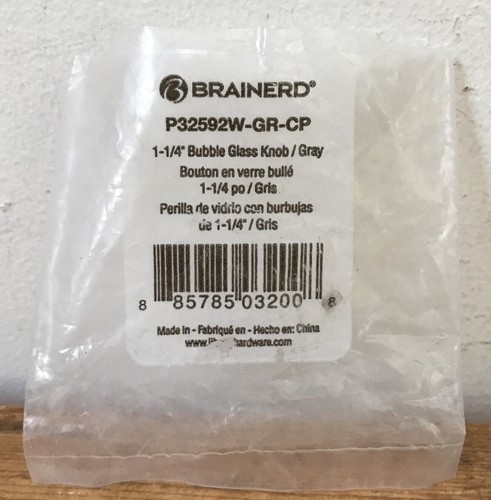 BRAINERD®
P32592W-GR-CP
1-1/4" Bubble Glass Knob / Gray
Bouton en verre bullé
1-1/4 po / Gris
Perilla de vidrio con burbujas
de 1-1/4" / Gris
8 85785 03200 8
Made in - Fabriqué en - Hecho en: China